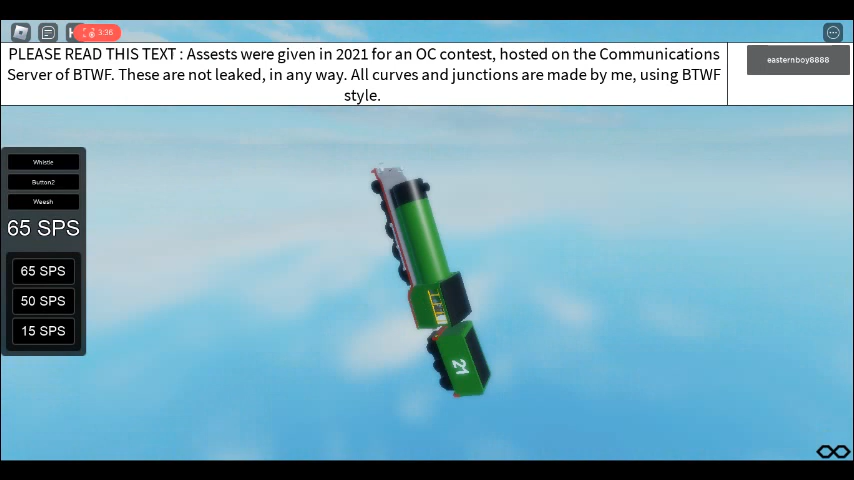 3:36
PLEASE READ THIS TEXT : Assests were given in 2021 for an OC contest, hosted on the Communications
Server of BTWF. These are not leaked, in any way. All curves and junctions are made by me, using BTWF
style.
easternboy8888
Whistle
Button2
Weesh
65 SPS
65 SPS
50 SPS
15 SPS
21